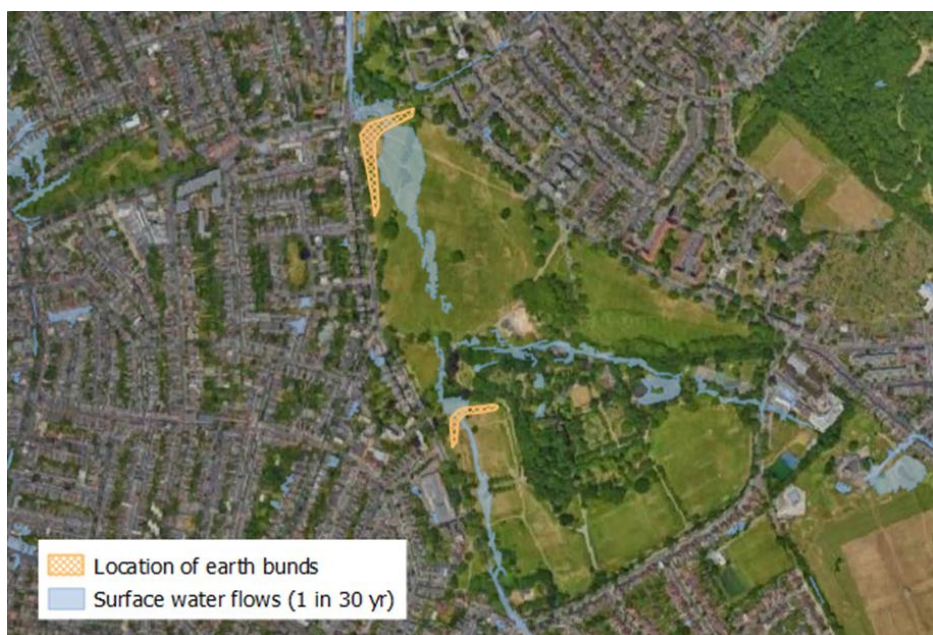 Location of earth bunds
Surface water flows (1 in 30 yr)